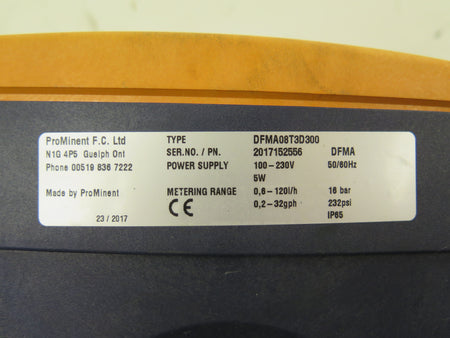 ProMinent F.C. Ltd
N1G 4P5 Guelph Ont
Phone 00519 836 7222
Made by ProMinent
23 / 2017
TYPE DFMA08T3D300
SER.NO. / PN. 2017152556 DFMA
POWER SUPPLY 100-230V 50/60Hz
5W
METERING RANGE 0,6-120l/h 16 bar
CE 0,2-32gph 232psi
IP65